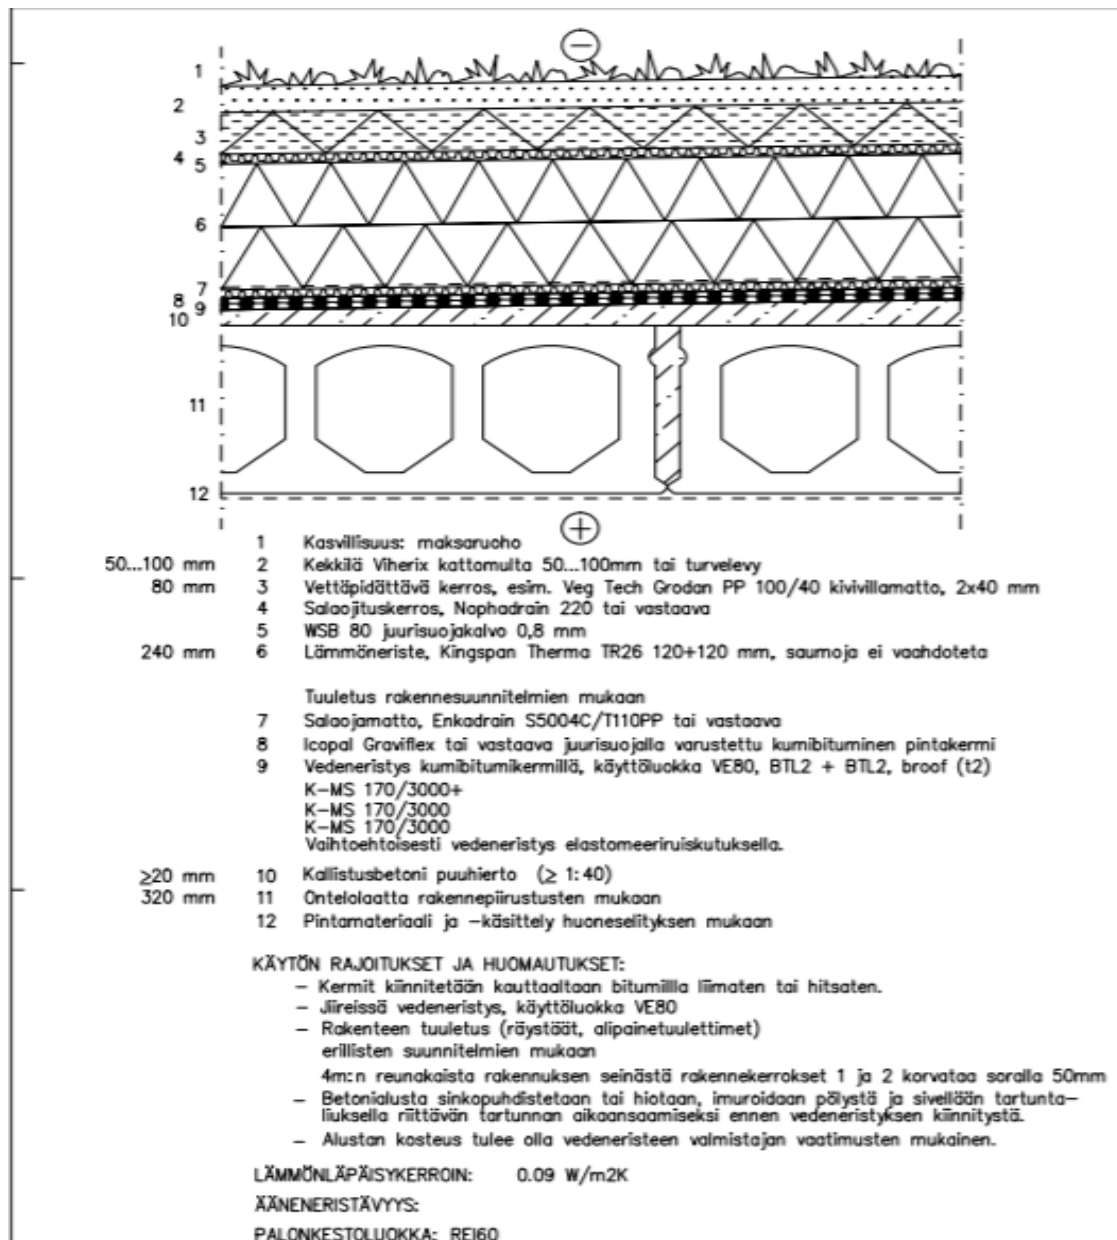 −
1
2
3
4
5
6
7
8
9
10
11
12
+
1 Kasvillisuus: maksaruoho
50...100 mm 2 Kekkilä Viherix kattomulta 50...100mm tai turvelevy
80 mm 3 Vettäpidättävä kerros, esim. Veg Tech Grodan PP 100/40 kivivillamatto, 2x40 mm
4 Salaojituskerros, Nophadrain 220 tai vastaava
5 WSB 80 juurisuojakalvo 0,8 mm
240 mm 6 Lämmöneriste, Kingspan Therma TR26 120+120 mm, saumoja ei vaahdoteta
Tuuletus rakennesuunnitelmien mukaan
7 Salaojamatto, Enkadrain S5004C/T110PP tai vastaava
8 Icopal Graviflex tai vastaava juurisuojalla varustettu kumibituminen pintakermi
9 Vedeneristys kumibitumikermillä, käyttöluokka VE80, BTL2 + BTL2, broof (t2)
K-MS 170/3000+
K-MS 170/3000
K-MS 170/3000
Vaihtoehtoisesti vedeneristys elastomeeriruiskutuksella.
≥20 mm 10 Kallistusbetoni puuhierto (≥ 1:40)
320 mm 11 Ontelolaatta rakennepiirustusten mukaan
12 Pintamateriaali ja -käsittely huoneselityksen mukaan
KÄYTÖN RAJOITUKSET JA HUOMAUTUKSET:
- Kermit kiinnitetään kauttaaltaan bitumillla liimaten tai hitsaten.
- Jiireissä vedeneristys, käyttöluokka VE80
- Rakenteen tuuletus (räystäät, alipainetuulettimet)
erillisten suunnitelmien mukaan
4m:n reunakaista rakennuksen seinästä rakennekerrokset 1 ja 2 korvataa soralla 50mm
- Betonialusta sinkopuhdistetaan tai hiotaan, imuroidaan pölystä ja sivellään tartunta-
liuksella riittävän tartunnan aikaansaamiseksi ennen vedeneristyksen kiinnitystä.
- Alustan kosteus tulee olla vedeneristeen valmistajan vaatimusten mukainen.
LÄMMÖNLÄPÄISYKERROIN: 0.09 W/m2K
ÄÄNENERISTÄVYYS:
PALONKESTOLUOKKA: REI60